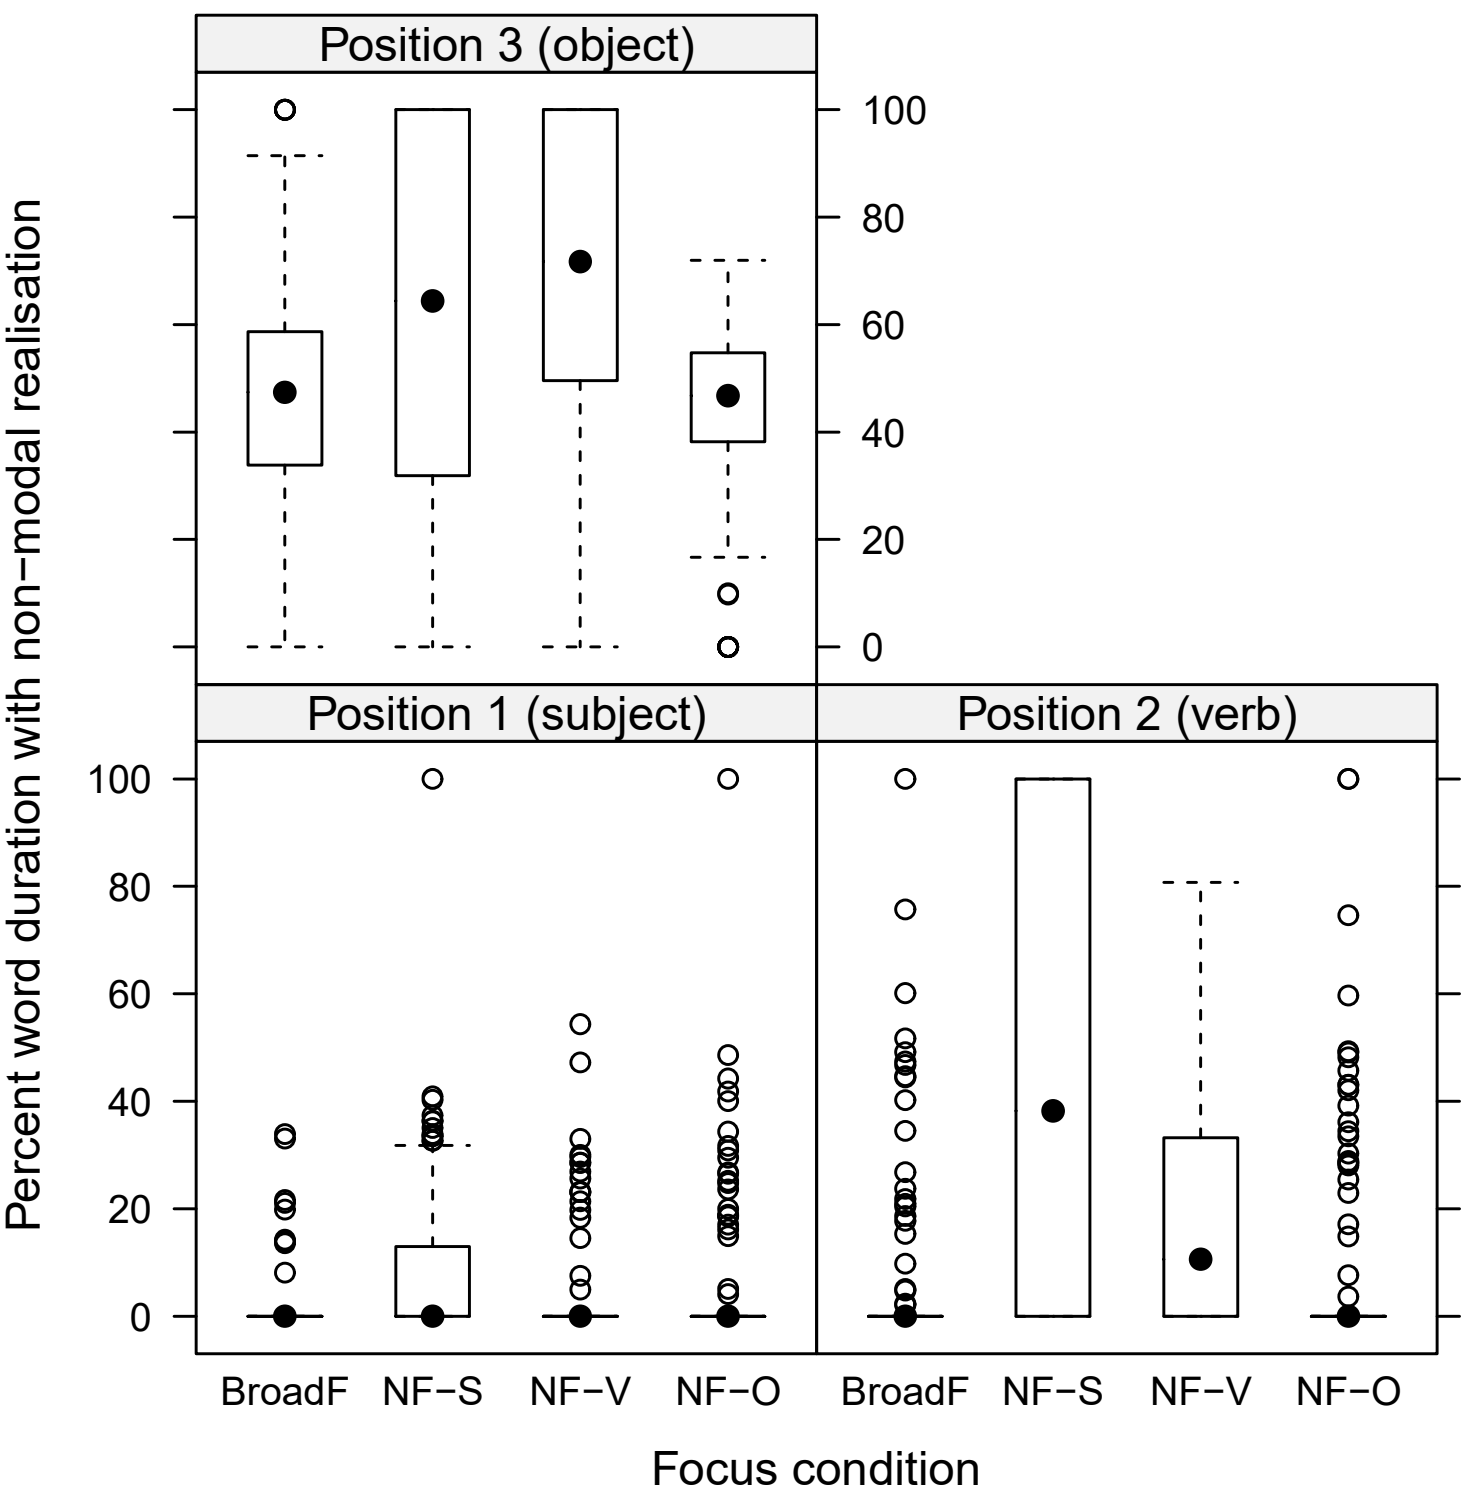 Position 3 (object)
100
80
60
40
20
0
Percent word duration with non−modal realisation
Position 1 (subject)
Position 2 (verb)
100
80
60
40
20
0
BroadF NF−S NF−V NF−O BroadF NF−S NF−V NF−O
Focus condition